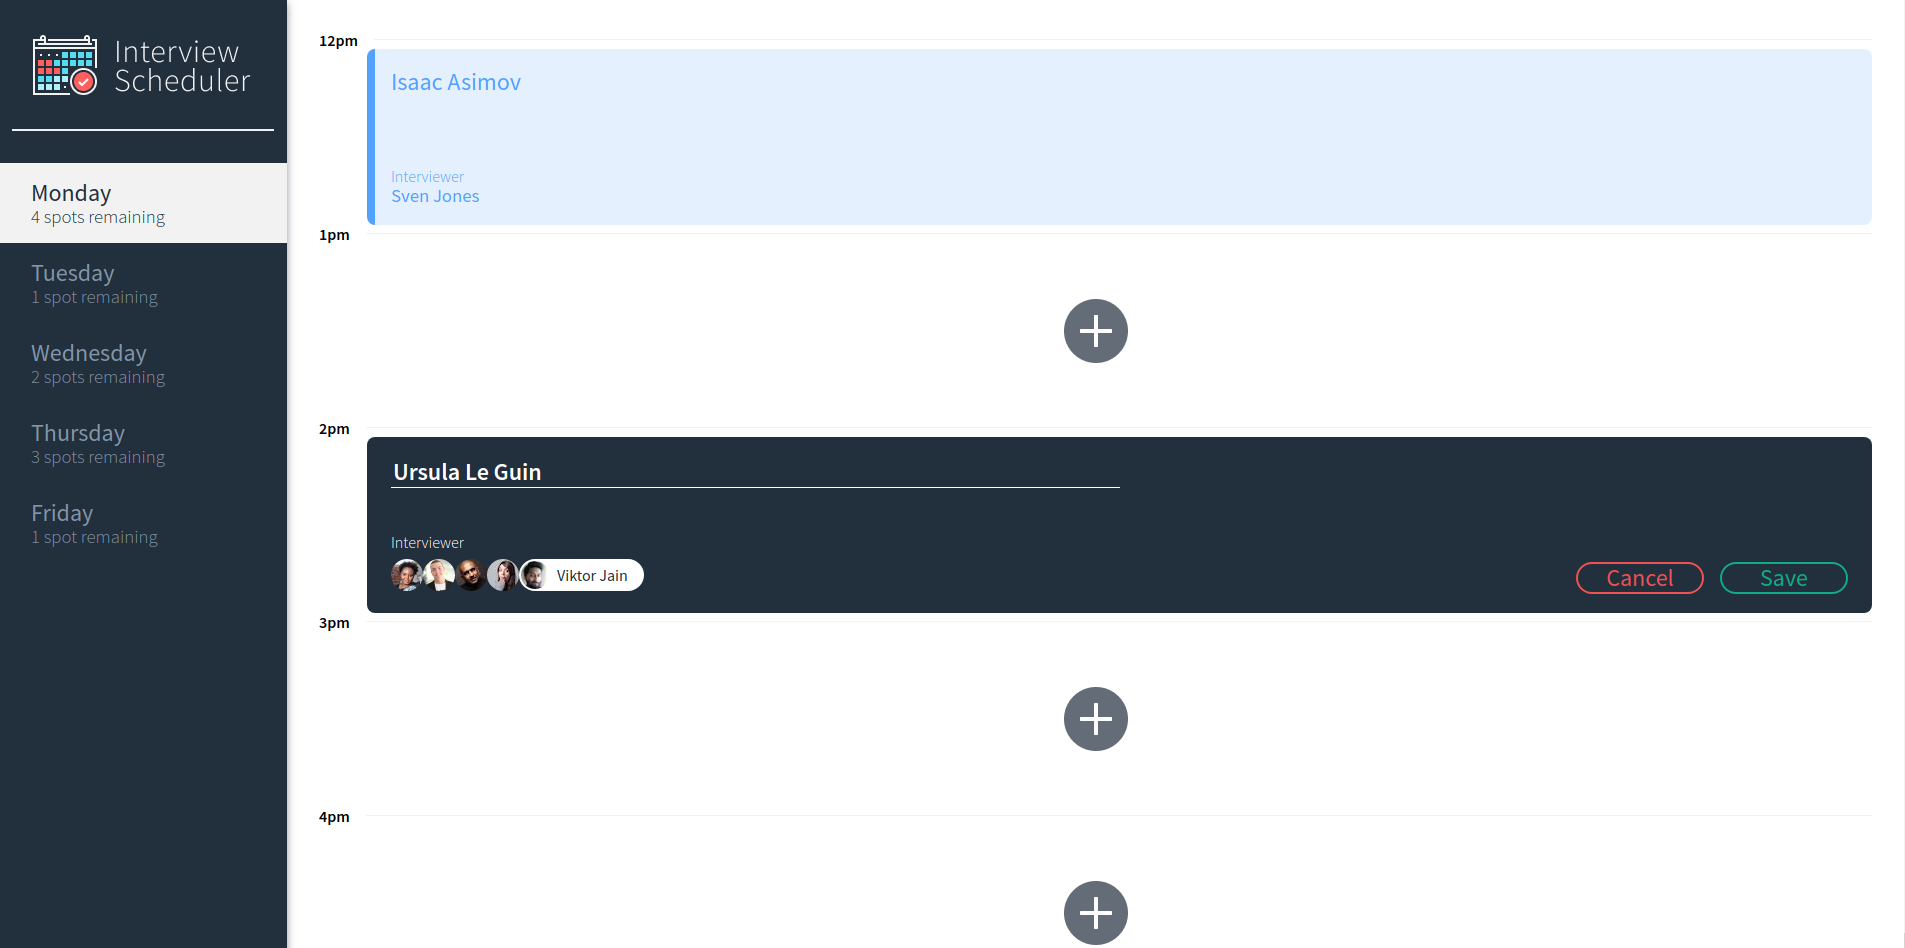 Interview
Scheduler
Monday
4 spots remaining
Tuesday
1 spot remaining
Wednesday
2 spots remaining
Thursday
3 spots remaining
Friday
1 spot remaining
12pm
Isaac Asimov
Interviewer
Sven Jones
1pm
2pm
Ursula Le Guin
Interviewer
Viktor Jain
Cancel
Save
3pm
4pm